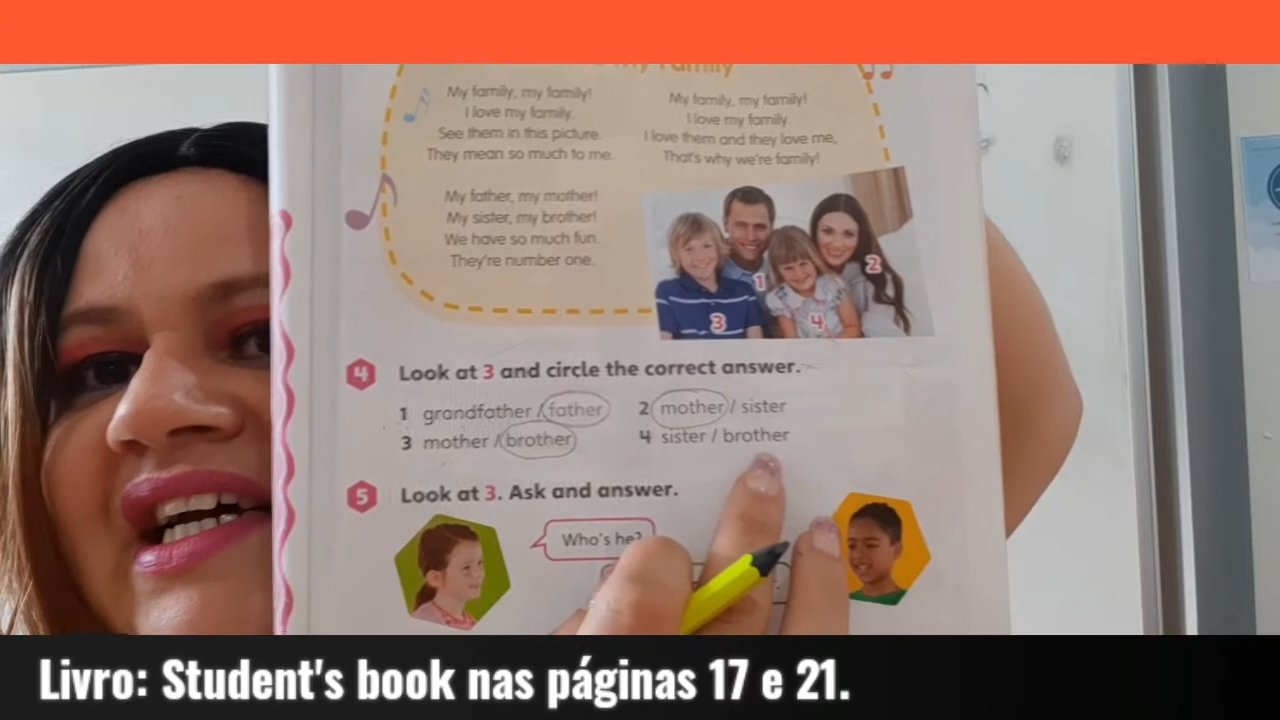 My Family
My family, my family!
I love my family.
See them in this picture.
They mean so much to me.
My father, my mother!
My sister, my brother!
We have so much fun.
They're number one.
My family, my family!
I love my family.
I love them and they love me,
That's why we're family!
1
2
3
4
4 Look at 3 and circle the correct answer.
1 grandfather / father
2 mother / sister
3 mother / brother
4 sister / brother
5 Look at 3. Ask and answer.
Who's he?
Livro: Student's book nas páginas 17 e 21.